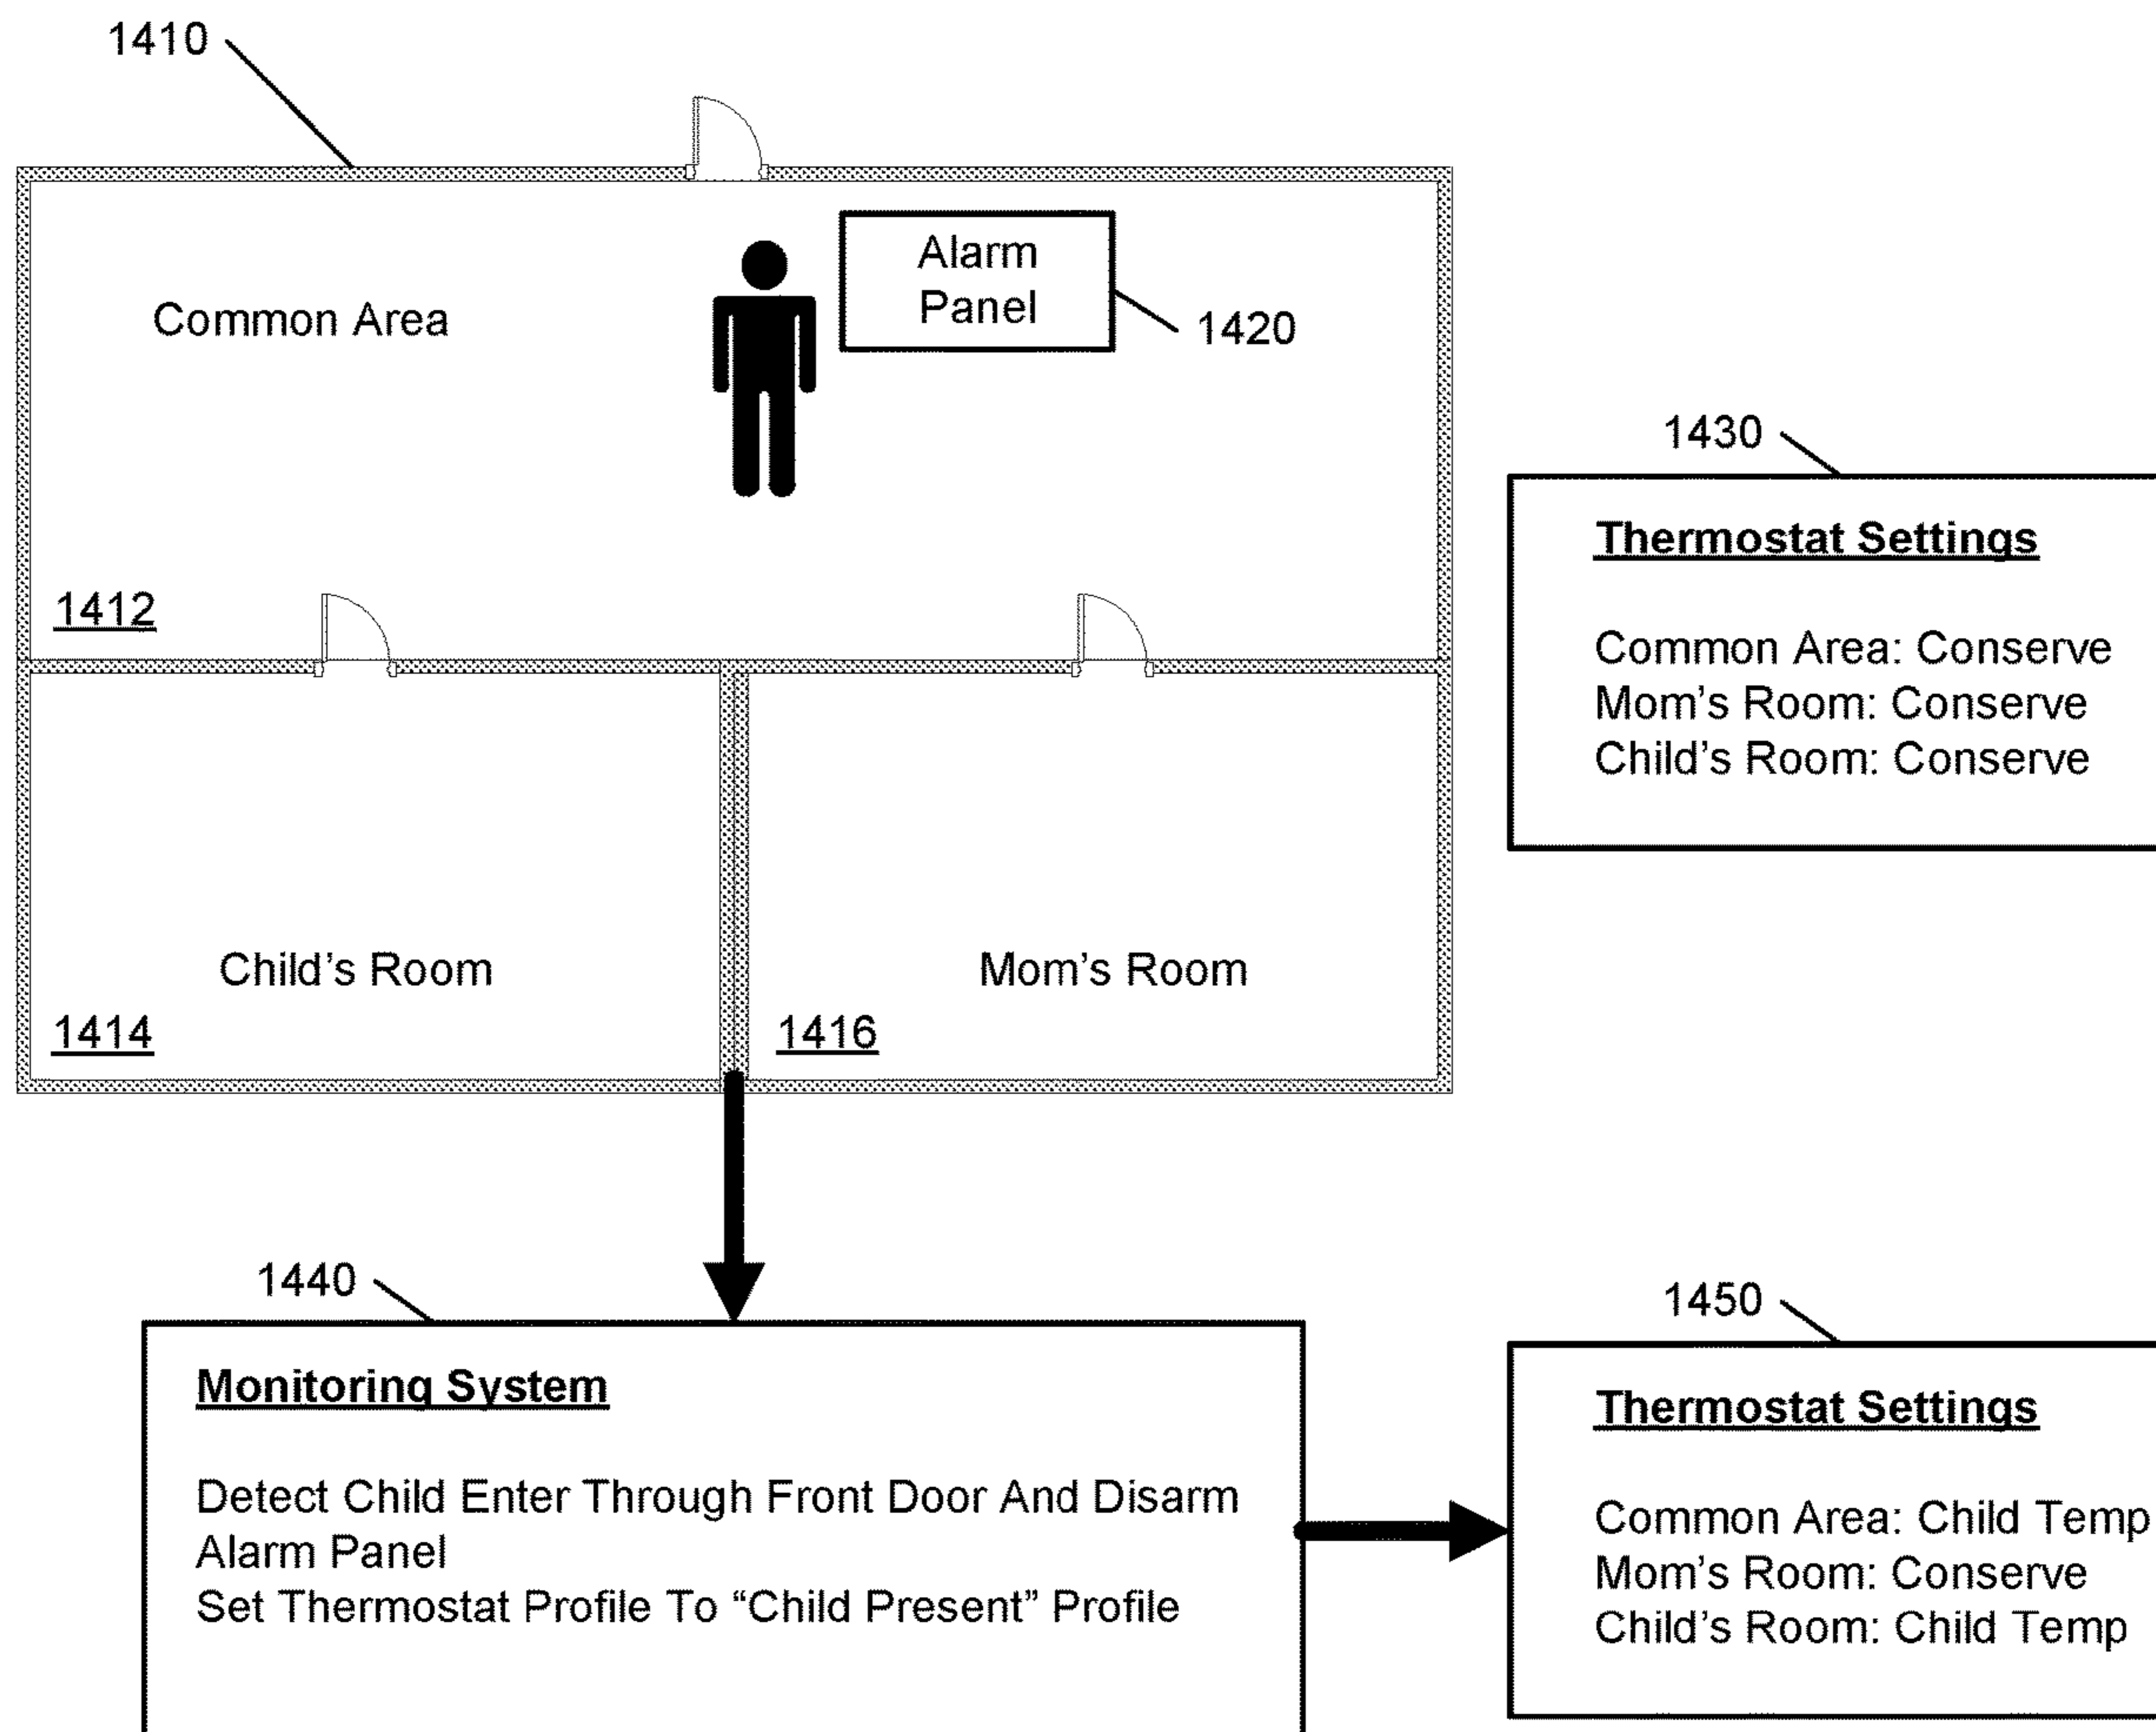 1410
Alarm
Panel
Common Area
1420
1412
1430
Thermostat Settings
Common Area: Conserve
Mom's Room: Conserve
Child's Room: Conserve
Child's Room
Mom's Room
1414
1416
1440
Monitoring System
Detect Child Enter Through Front Door And Disarm
Alarm Panel
Set Thermostat Profile To “Child Present” Profile
1450
Thermostat Settings
Common Area: Child Temp
Mom's Room: Conserve
Child's Room: Child Temp